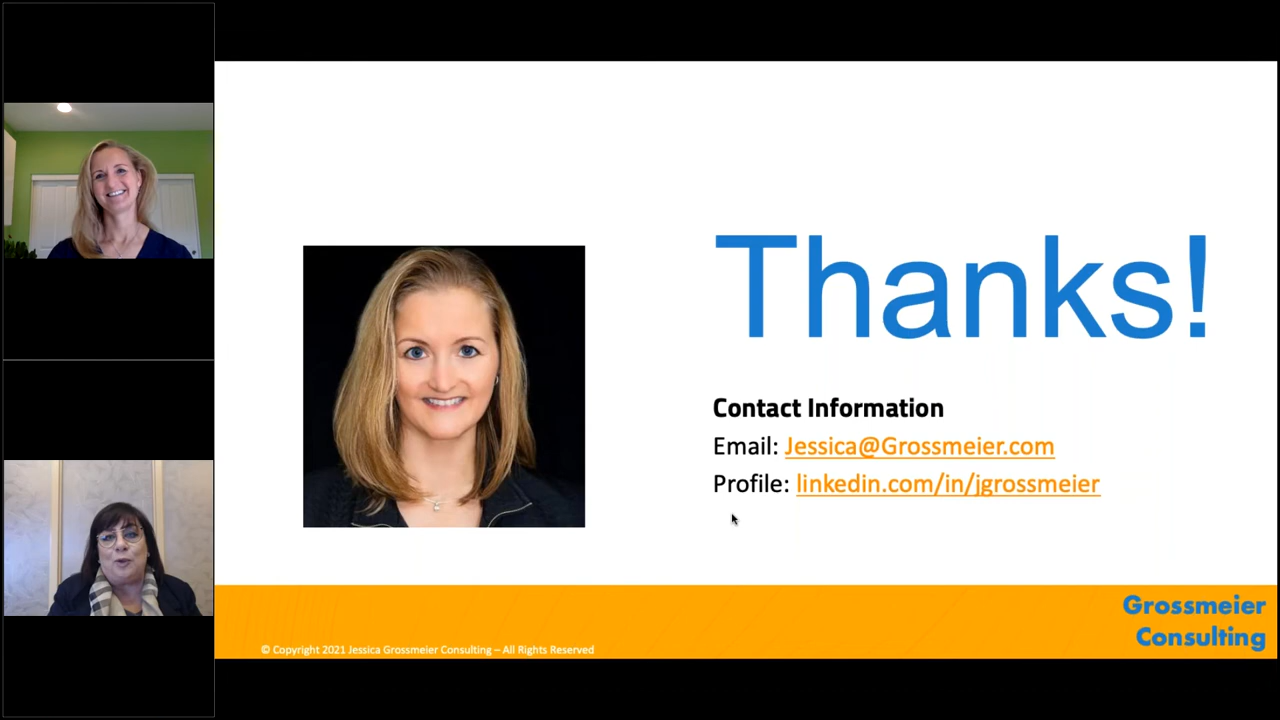 Thanks!
Contact Information
Email: Jessica@Grossmeier.com
Profile: linkedin.com/in/jgrossmeier
Grossmeier
Consulting
© Copyright 2021 Jessica Grossmeier Consulting – All Rights Reserved